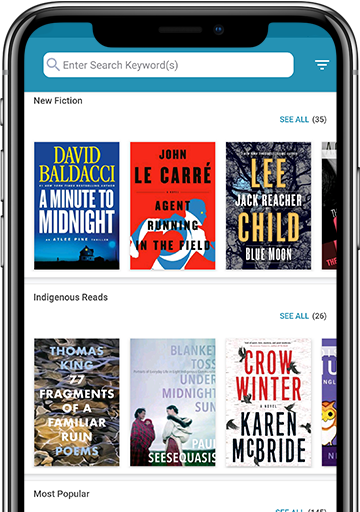 Enter Search Keyword(s)
New Fiction
SEE ALL (35)
DAVID
BALDACCI
#1 NEW YORK TIMES BESTSELLING AUTHOR
A MINUTE TO
MIDNIGHT
AN ATLEE PINE THRILLER
JOHN
LE CARRÉ
A NOVEL
AGENT
RUNNING
IN THE FIELD
LEE
JACK REACHER
CHILD
BLUE MOON
Indigenous Reads
SEE ALL (26)
THOMAS
KING
77
FRAGMENTS
OF A
FAMILIAR
RUIN
POEMS
BLANKET
TOSS
UNDER
MIDNIGHT
SUN
PAUL
SEESEQUASIS
CROW
WINTER
A NOVEL
KAREN
McBRIDE
Most Popular